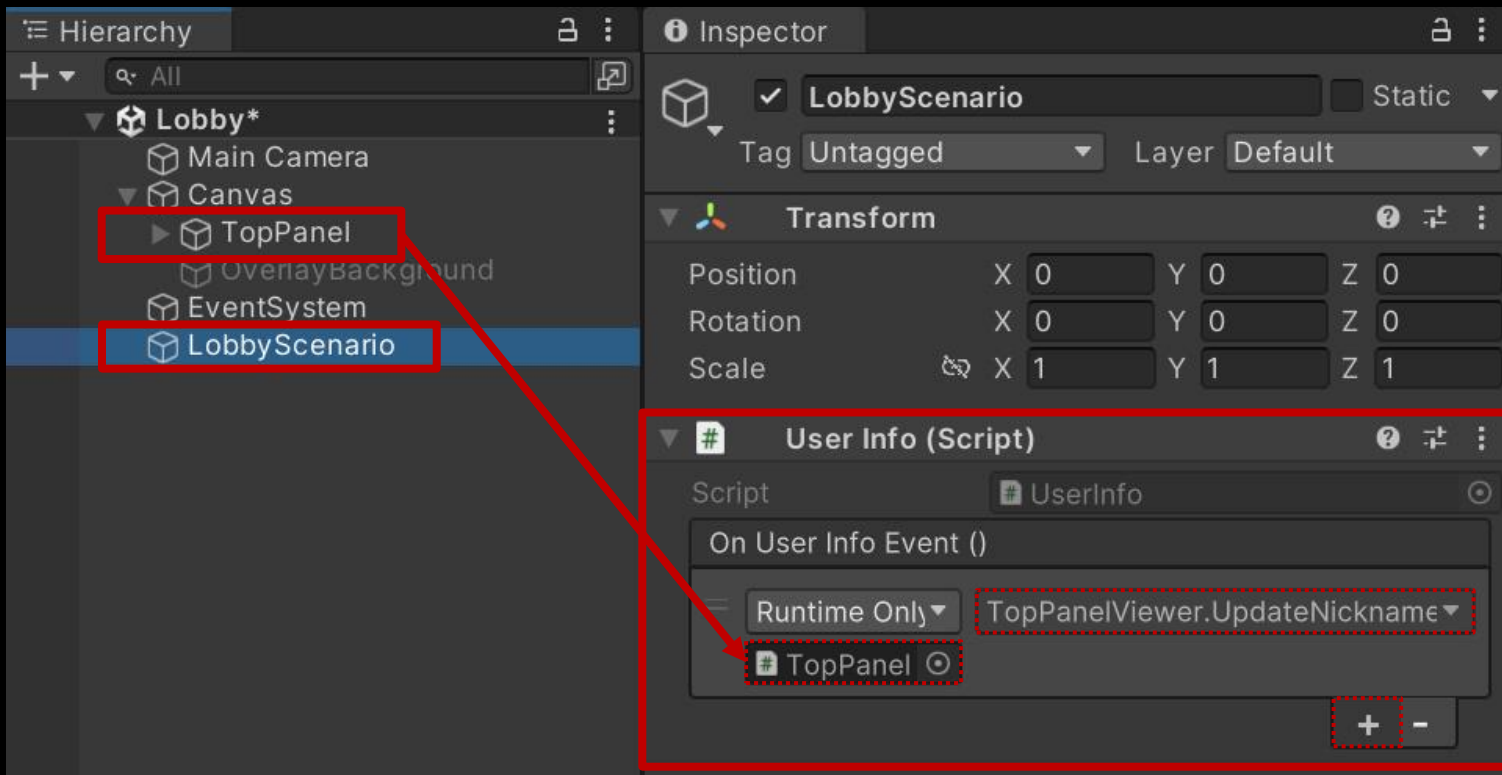 Hierarchy
All
Lobby*
Main Camera
Canvas
TopPanel
OverlayBackground
EventSystem
LobbyScenario
Inspector
LobbyScenario Static
Tag Untagged Layer Default
Transform
Position X 0 Y 0 Z 0
Rotation X 0 Y 0 Z 0
Scale X 1 Y 1 Z 1
# User Info (Script)
Script # UserInfo
On User Info Event ()
Runtime Only TopPanelViewer.UpdateNickname
# TopPanel
+ -